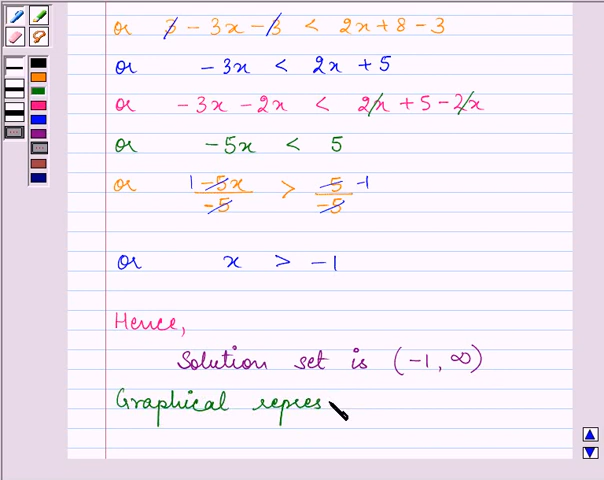 or 3 - 3x - 3 < 2x + 8 - 3
or - 3x < 2x + 5
or - 3x - 2x < 2x + 5 - 2x
or - 5x < 5
or 1 -5x/-5 > 5/-5 -1
or x > -1
Hence,
Solution set is (-1, ∞)
Graphical repres